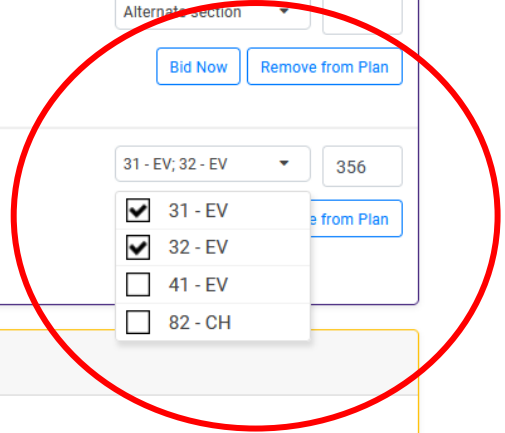 Alternate section
Bid Now Remove from Plan
31 - EV; 32 - EV 356
31 - EV
e from Plan
32 - EV
41 - EV
82 - CH